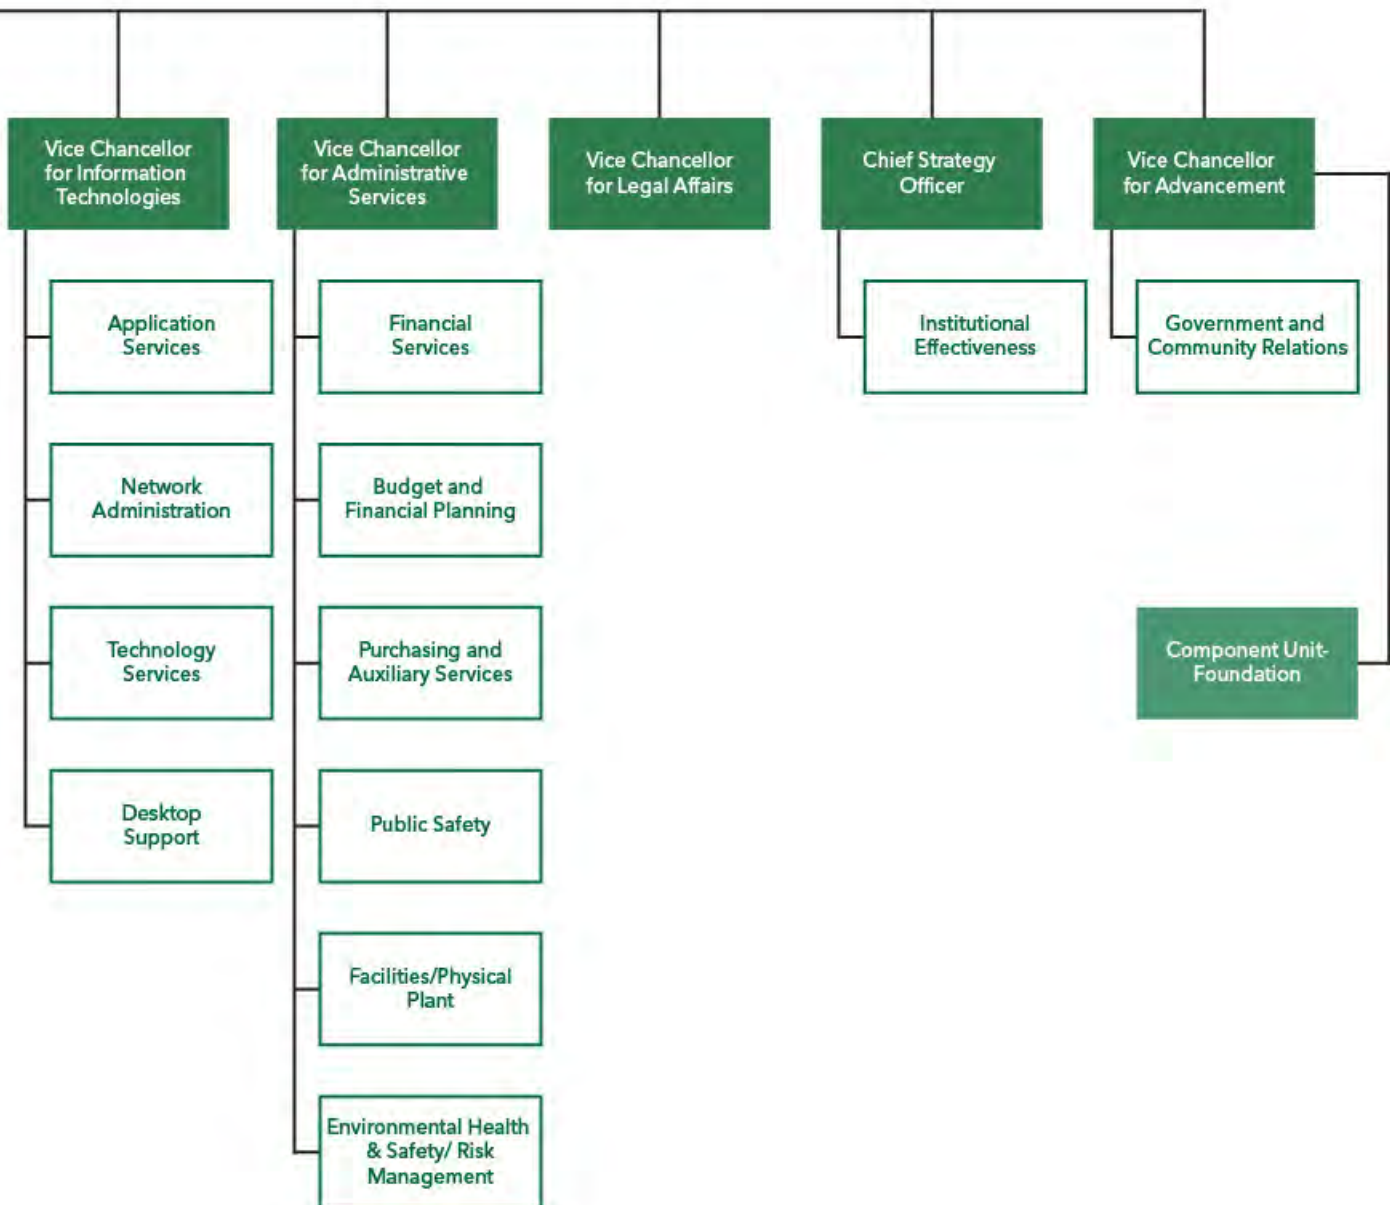 Vice Chancellor
for Information
Technologies
Vice Chancellor
for Administrative
Services
Vice Chancellor
for Legal Affairs
Chief Strategy
Officer
Vice Chancellor
for Advancement
Application
Services
Financial
Services
Institutional
Effectiveness
Government and
Community Relations
Network
Administration
Budget and
Financial Planning
Technology
Services
Purchasing and
Auxiliary Services
Component Unit-
Foundation
Desktop
Support
Public Safety
Facilities/Physical
Plant
Environmental Health
& Safety/ Risk
Management